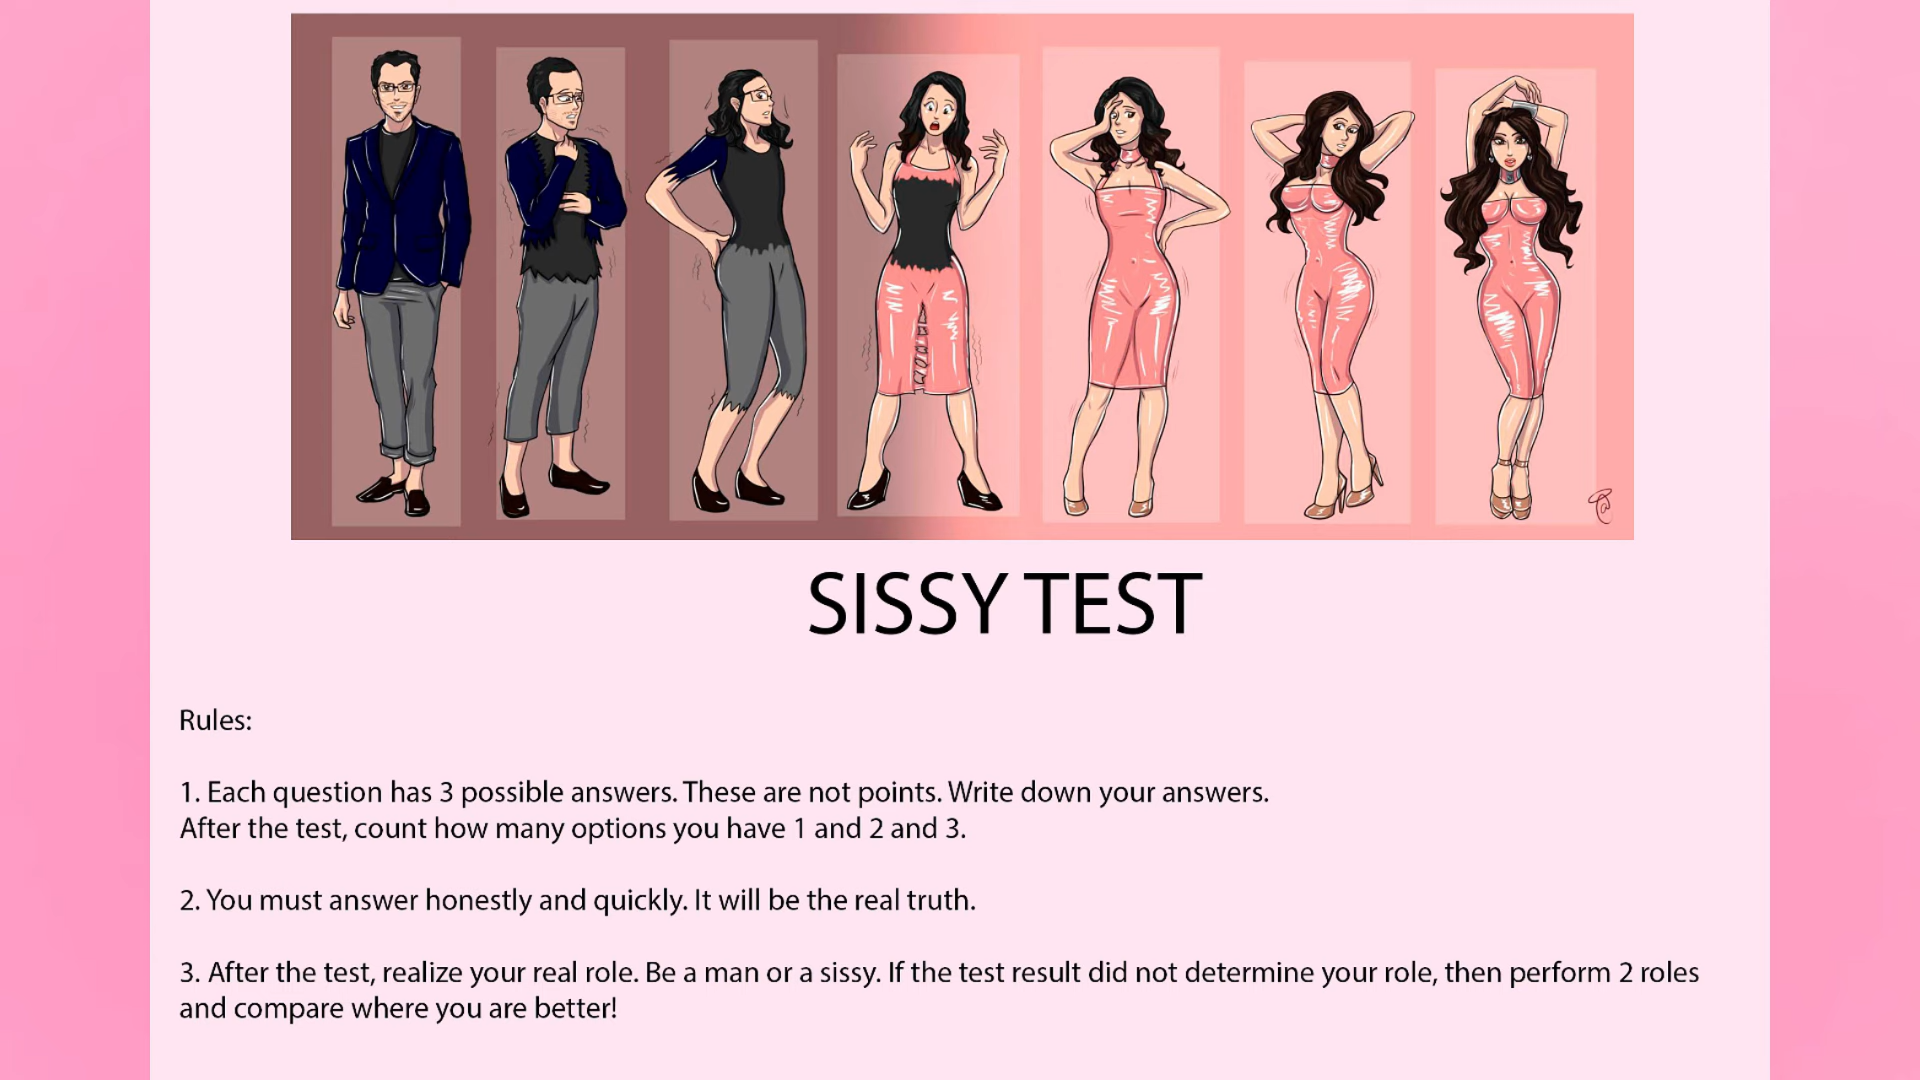 SISSY TEST
Rules:
1. Each question has 3 possible answers. These are not points. Write down your answers.
After the test, count how many options you have 1 and 2 and 3.
2. You must answer honestly and quickly. It will be the real truth.
3. After the test, realize your real role. Be a man or a sissy. If the test result did not determine your role, then perform 2 roles
and compare where you are better!